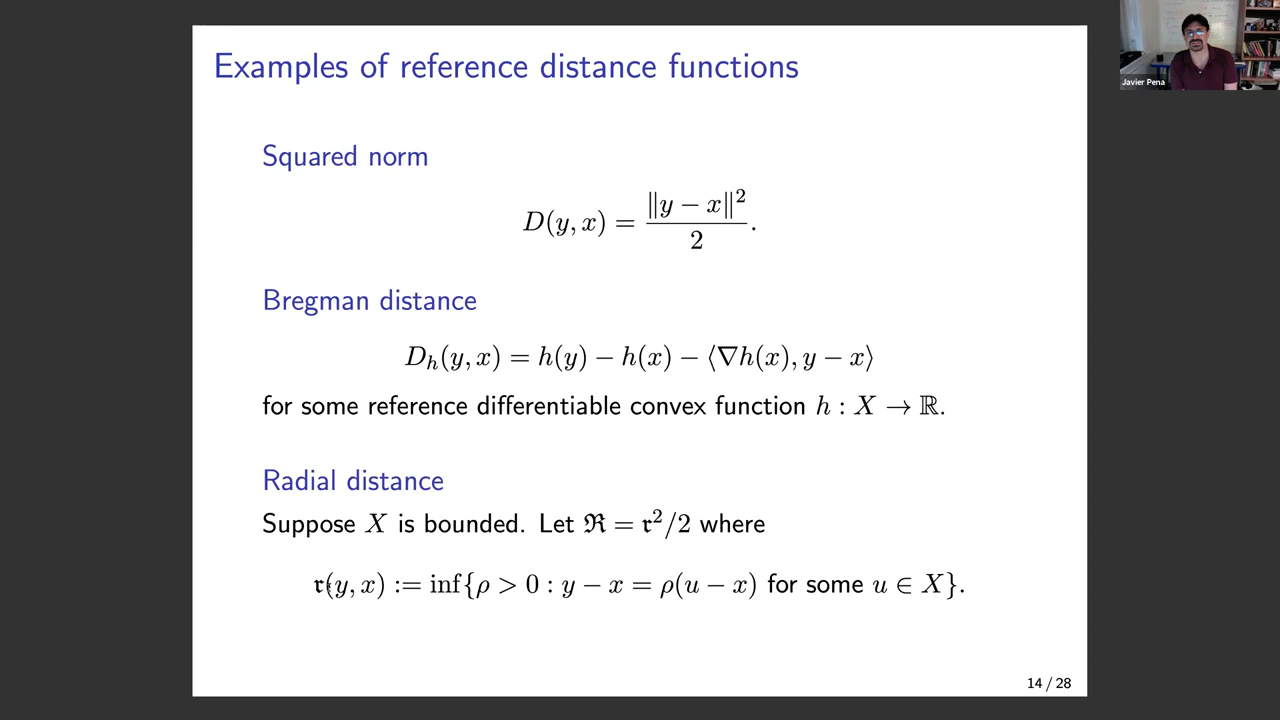 Examples of reference distance functions
Javier Pena
Squared norm
D(y, x) = ‖y − x‖² / 2 .
Bregman distance
Dₕ(y, x) = h(y) − h(x) − ⟨∇h(x), y − x⟩
for some reference differentiable convex function h : X → ℝ.
Radial distance
Suppose X is bounded. Let ℜ = 𝔯²/2 where
𝔯(y, x) := inf{ρ > 0 : y − x = ρ(u − x) for some u ∈ X}.
14 / 28